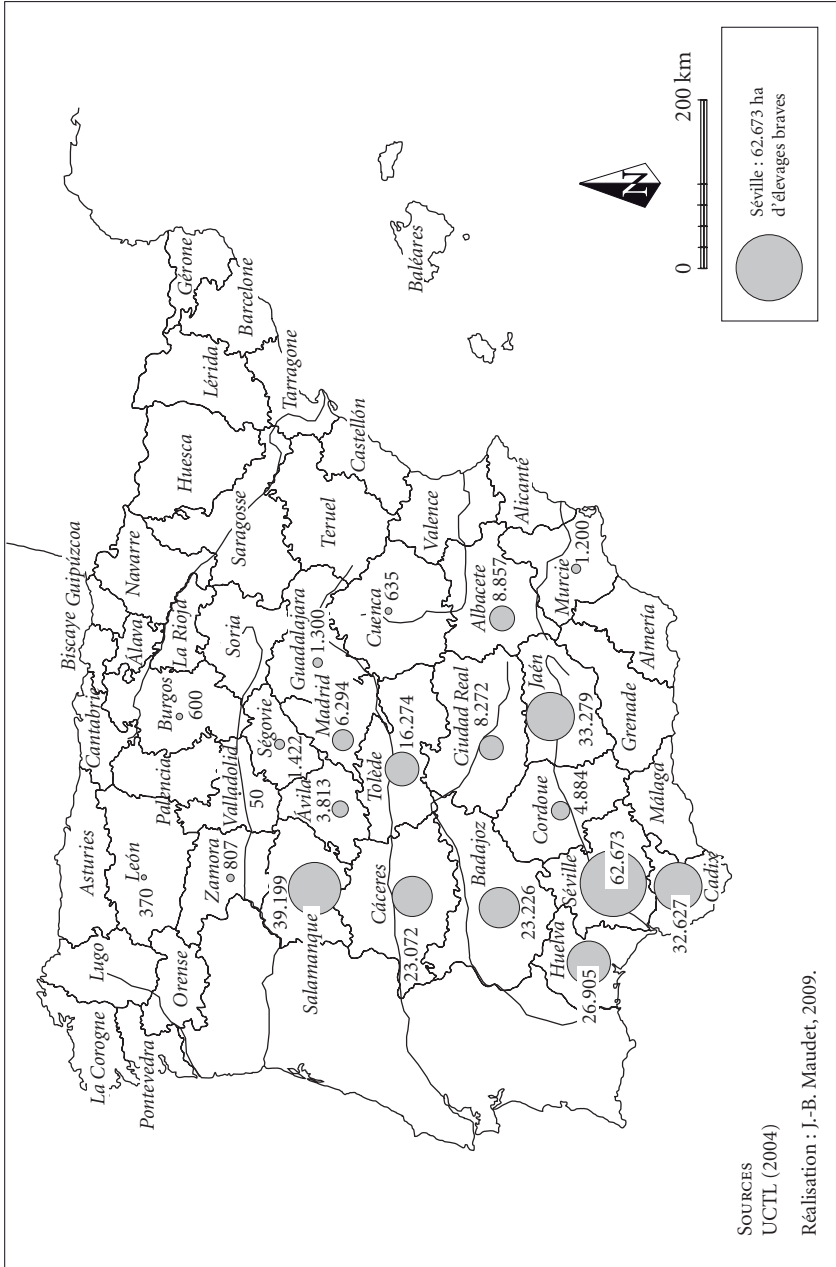 La Corogne
Lugo
Pontevedra
Orense
Asturies
Cantabrie
Biscaye
Guipúzcoa
León
370
Palencia
Burgos
600
Álava
La Rioja
Navarre
Huesca
Lérida
Gérone
Barcelone
Tarragone
Zamora
807
Valladolid
50
Ségovie
1.422
Soria
Saragosse
Salamanque
39.199
Ávila
3.813
Madrid
6.294
Guadalajara
1.300
Teruel
Castellón
Cáceres
23.072
Tolède
16.274
Cuenca
635
Valence
Baléares
Badajoz
23.226
Ciudad Real
8.272
Albacete
8.857
Alicante
Huelva
26.905
Séville
62.673
Cordoue
4.884
Jaén
33.279
Murcie
1.200
Cadix
32.627
Málaga
Grenade
Almería
N
0
200 km
Séville : 62.673 ha
d'élevages braves
SOURCES
UCTL (2004)
Réalisation : J.-B. Maudet, 2009.